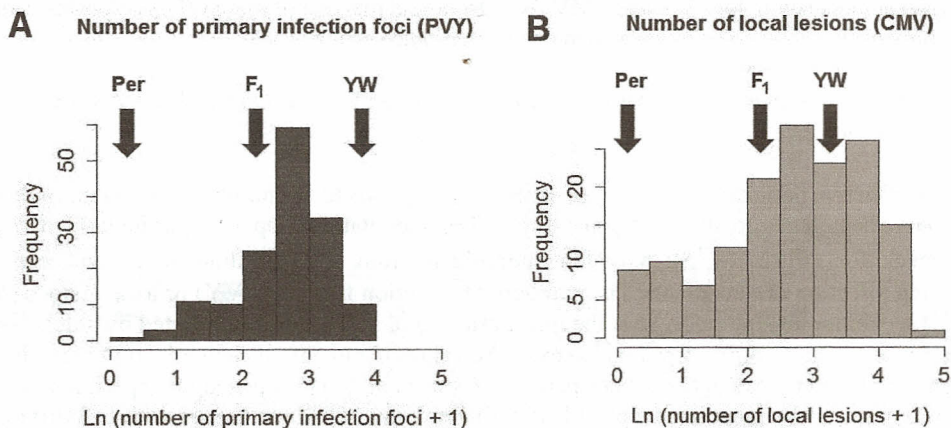 A
Number of primary infection foci (PVY)
Per
F1
YW
Frequency
0
10
30
50
0
1
2
3
4
5
Ln (number of primary infection foci + 1)
B
Number of local lesions (CMV)
Per
F1
YW
Frequency
0
5
10
20
0
1
2
3
4
5
Ln (number of local lesions + 1)